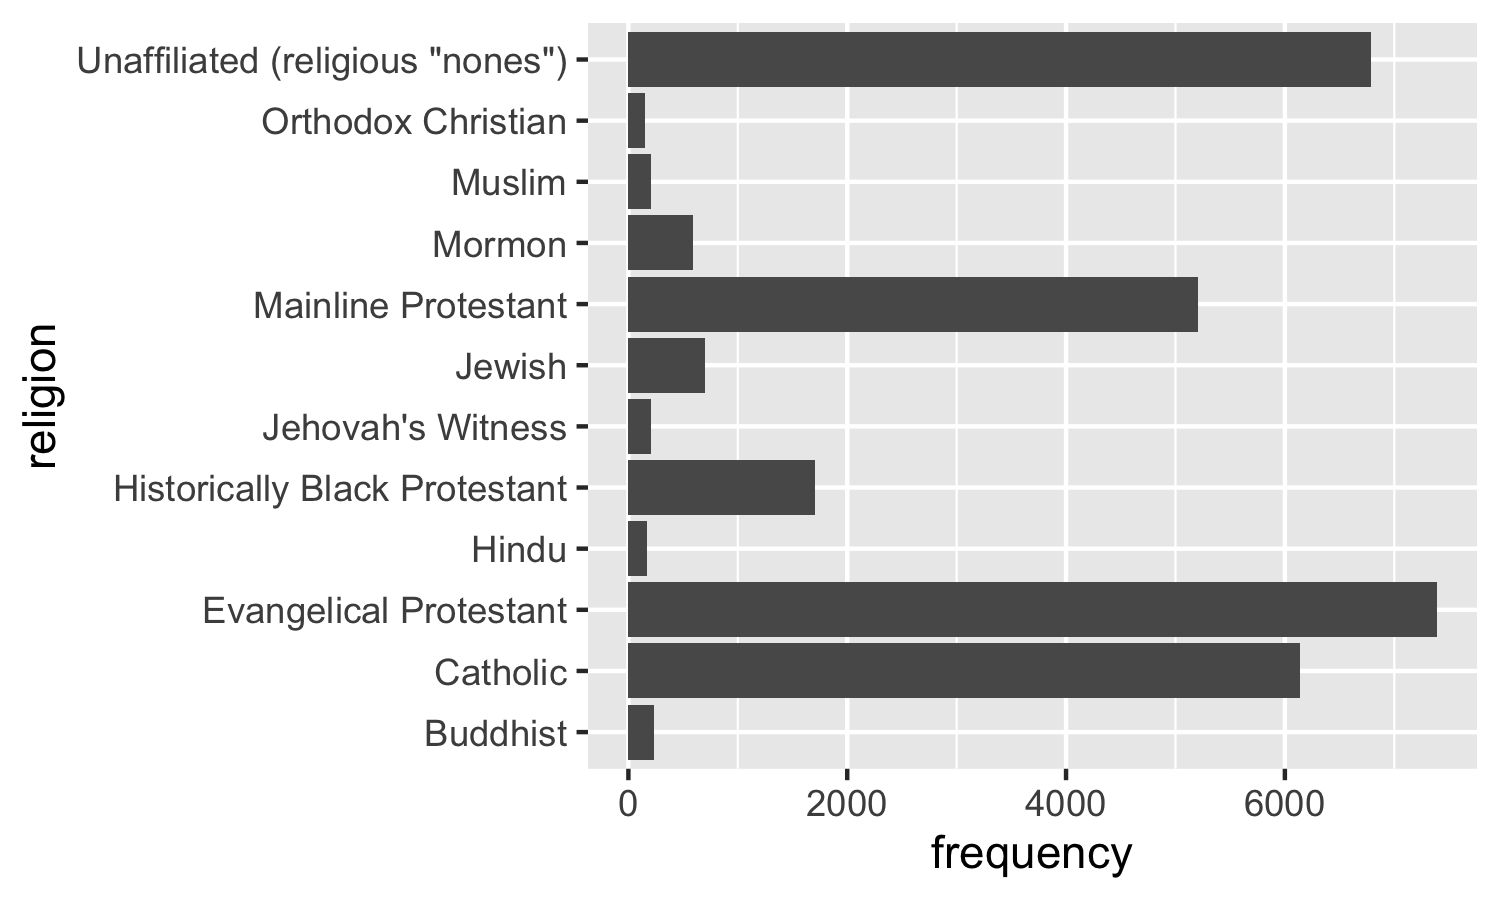 Unaffiliated (religious "nones")
Orthodox Christian
Muslim
Mormon
Mainline Protestant
Jewish
Jehovah's Witness
Historically Black Protestant
Hindu
Evangelical Protestant
Catholic
Buddhist
religion
0 2000 4000 6000
frequency